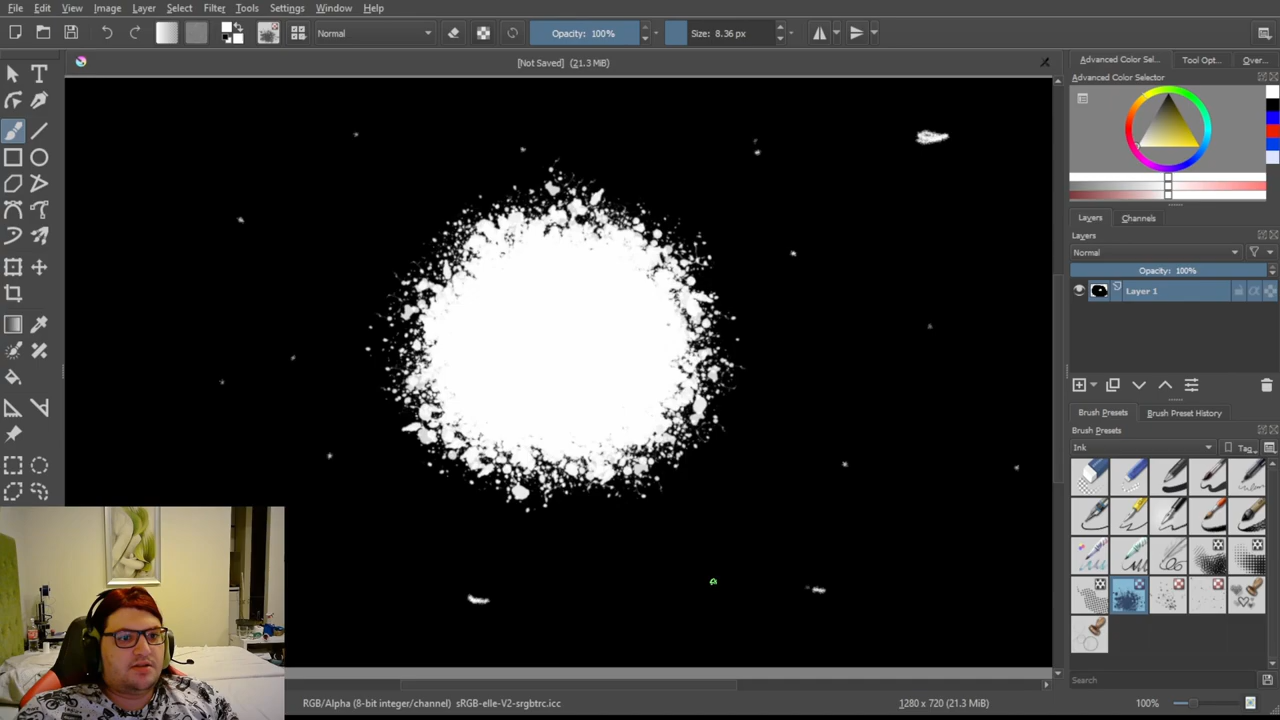 File Edit View Image Layer Select Filter Tools Settings Window Help
Normal
Opacity: 100%
Size: 8.36 px
[Not Saved] (21.3 MiB)
Advanced Color Sel...
Tool Opt...
Over...
Advanced Color Selector
Layers
Channels
Layers
Normal
Opacity: 100%
Layer 1
Brush Presets
Brush Preset History
Brush Presets
Ink
Tag
Search
RGB/Alpha (8-bit integer/channel) sRGB-elle-V2-srgbtrc.icc
1280 x 720 (21.3 MiB)
100%